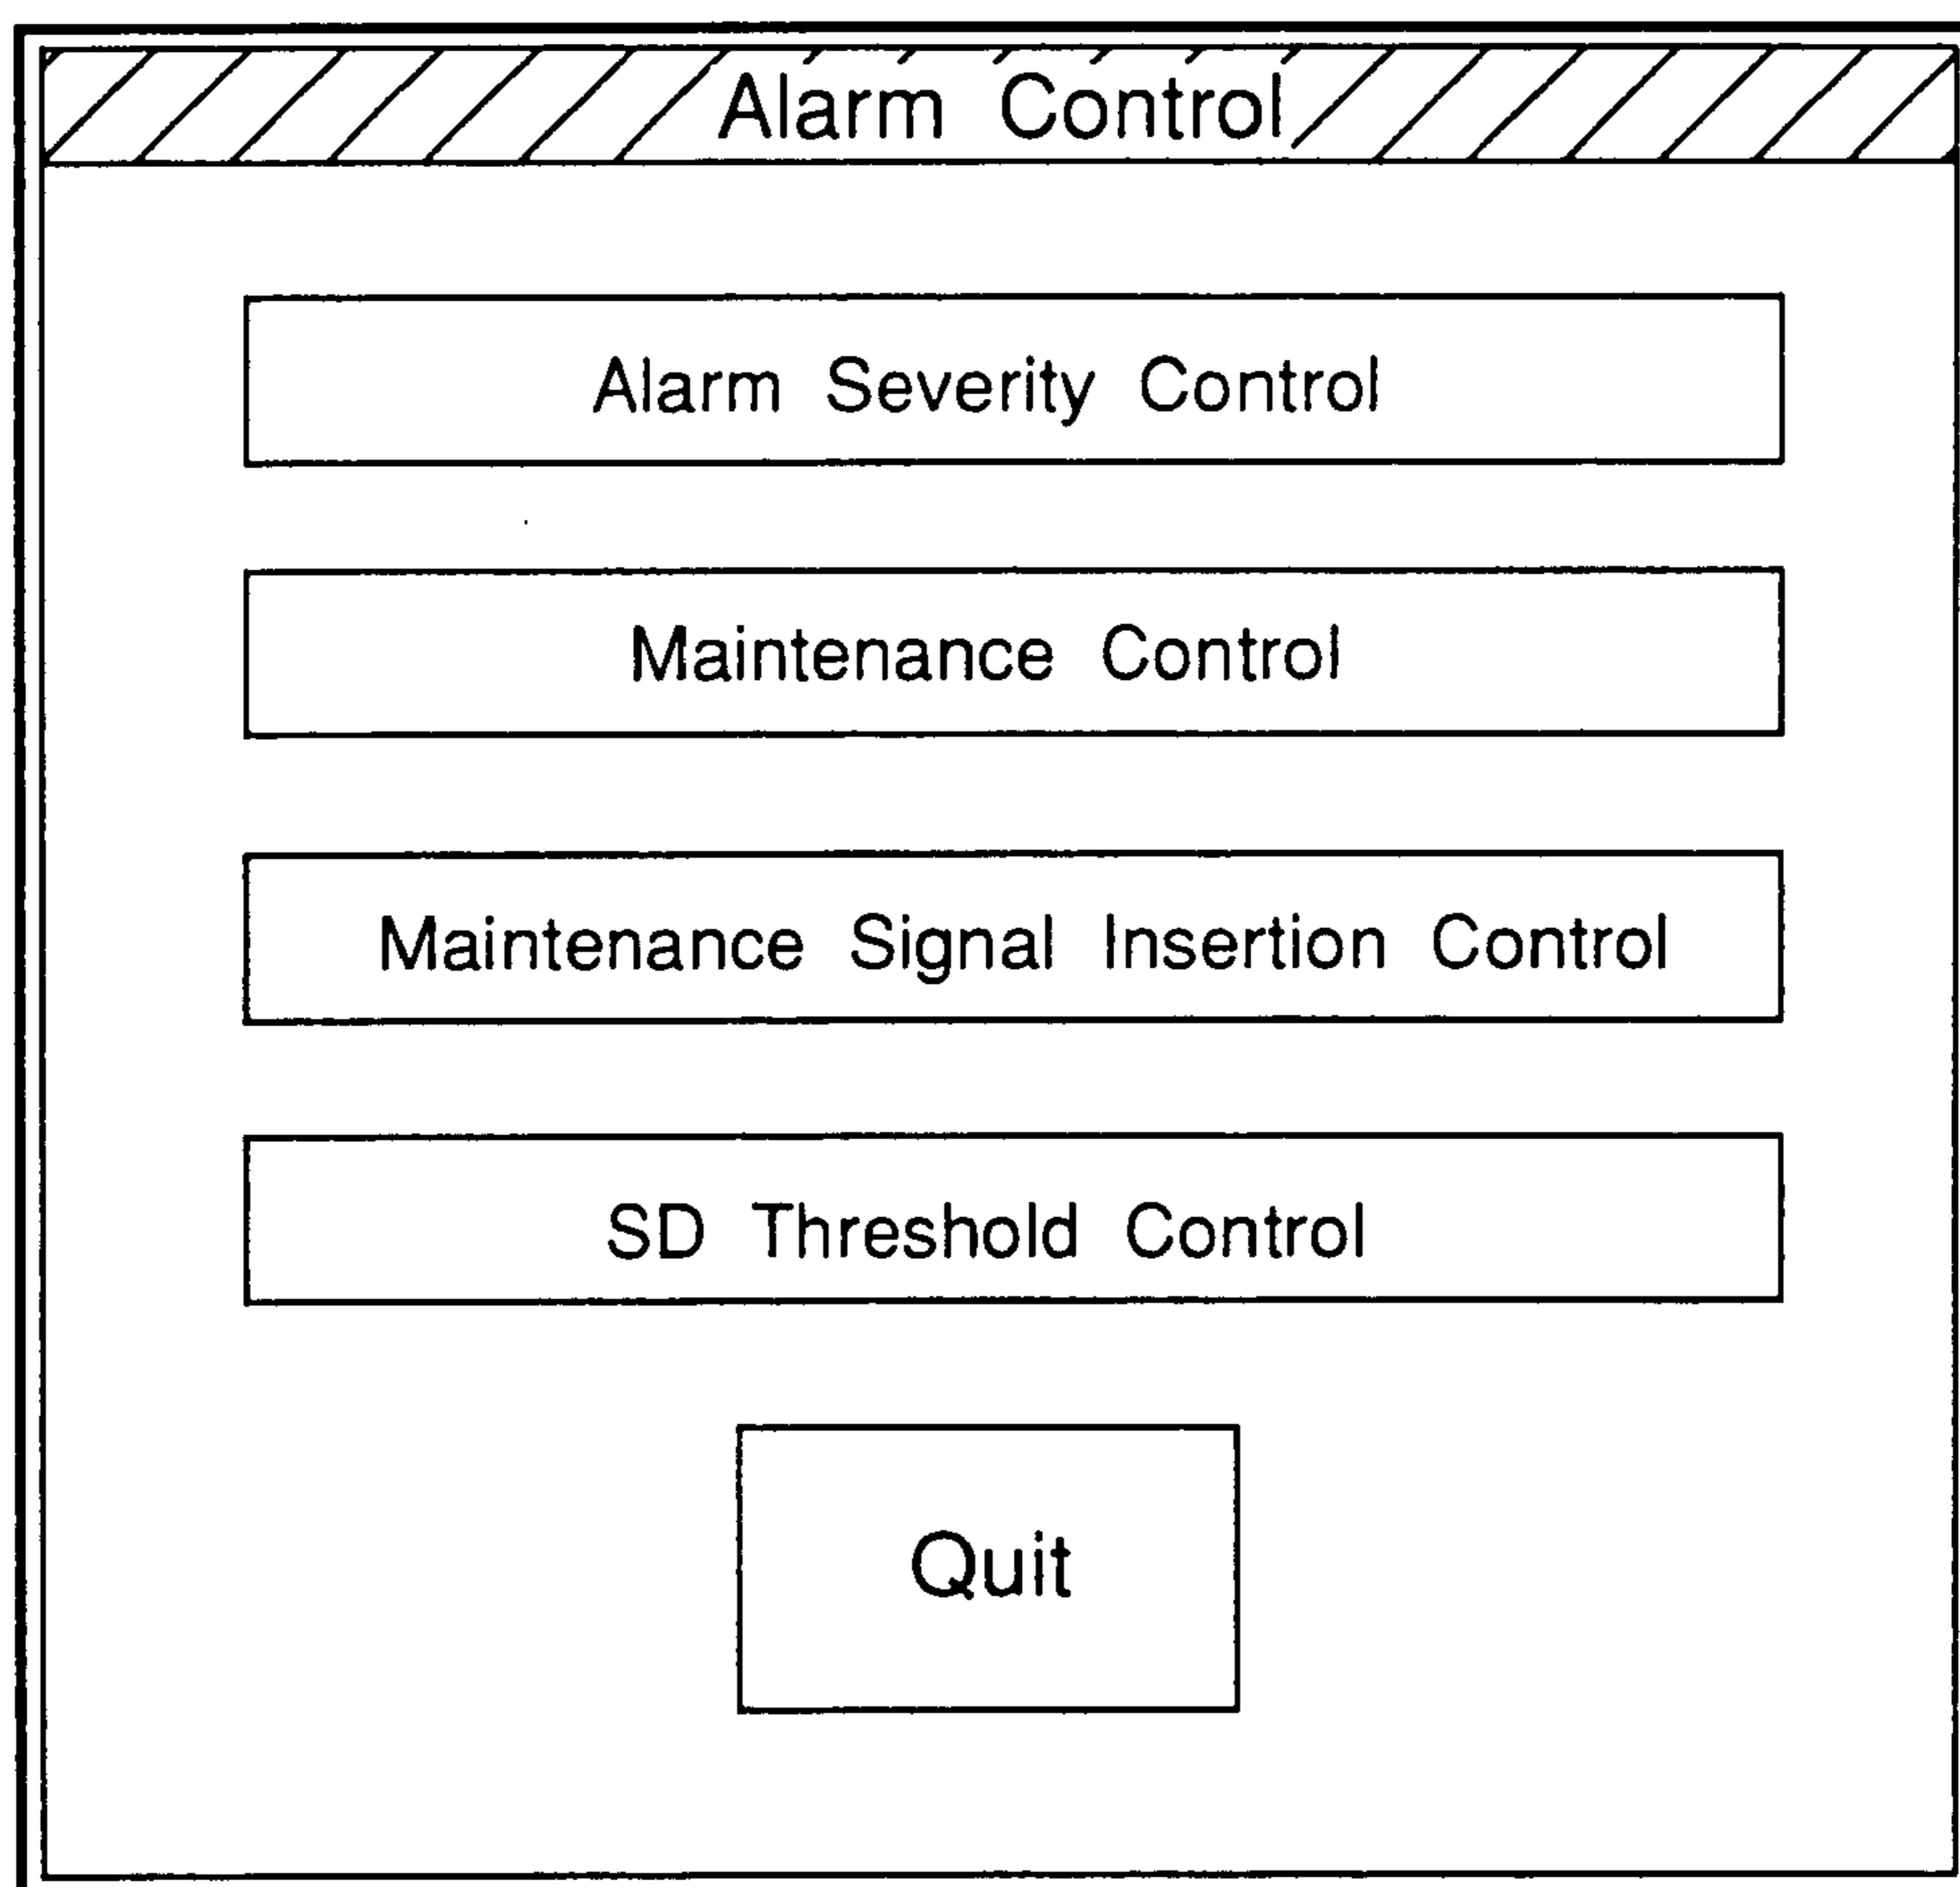 Alarm Control
Alarm Severity Control
Maintenance Control
Maintenance Signal Insertion Control
SD Threshold Control
Quit